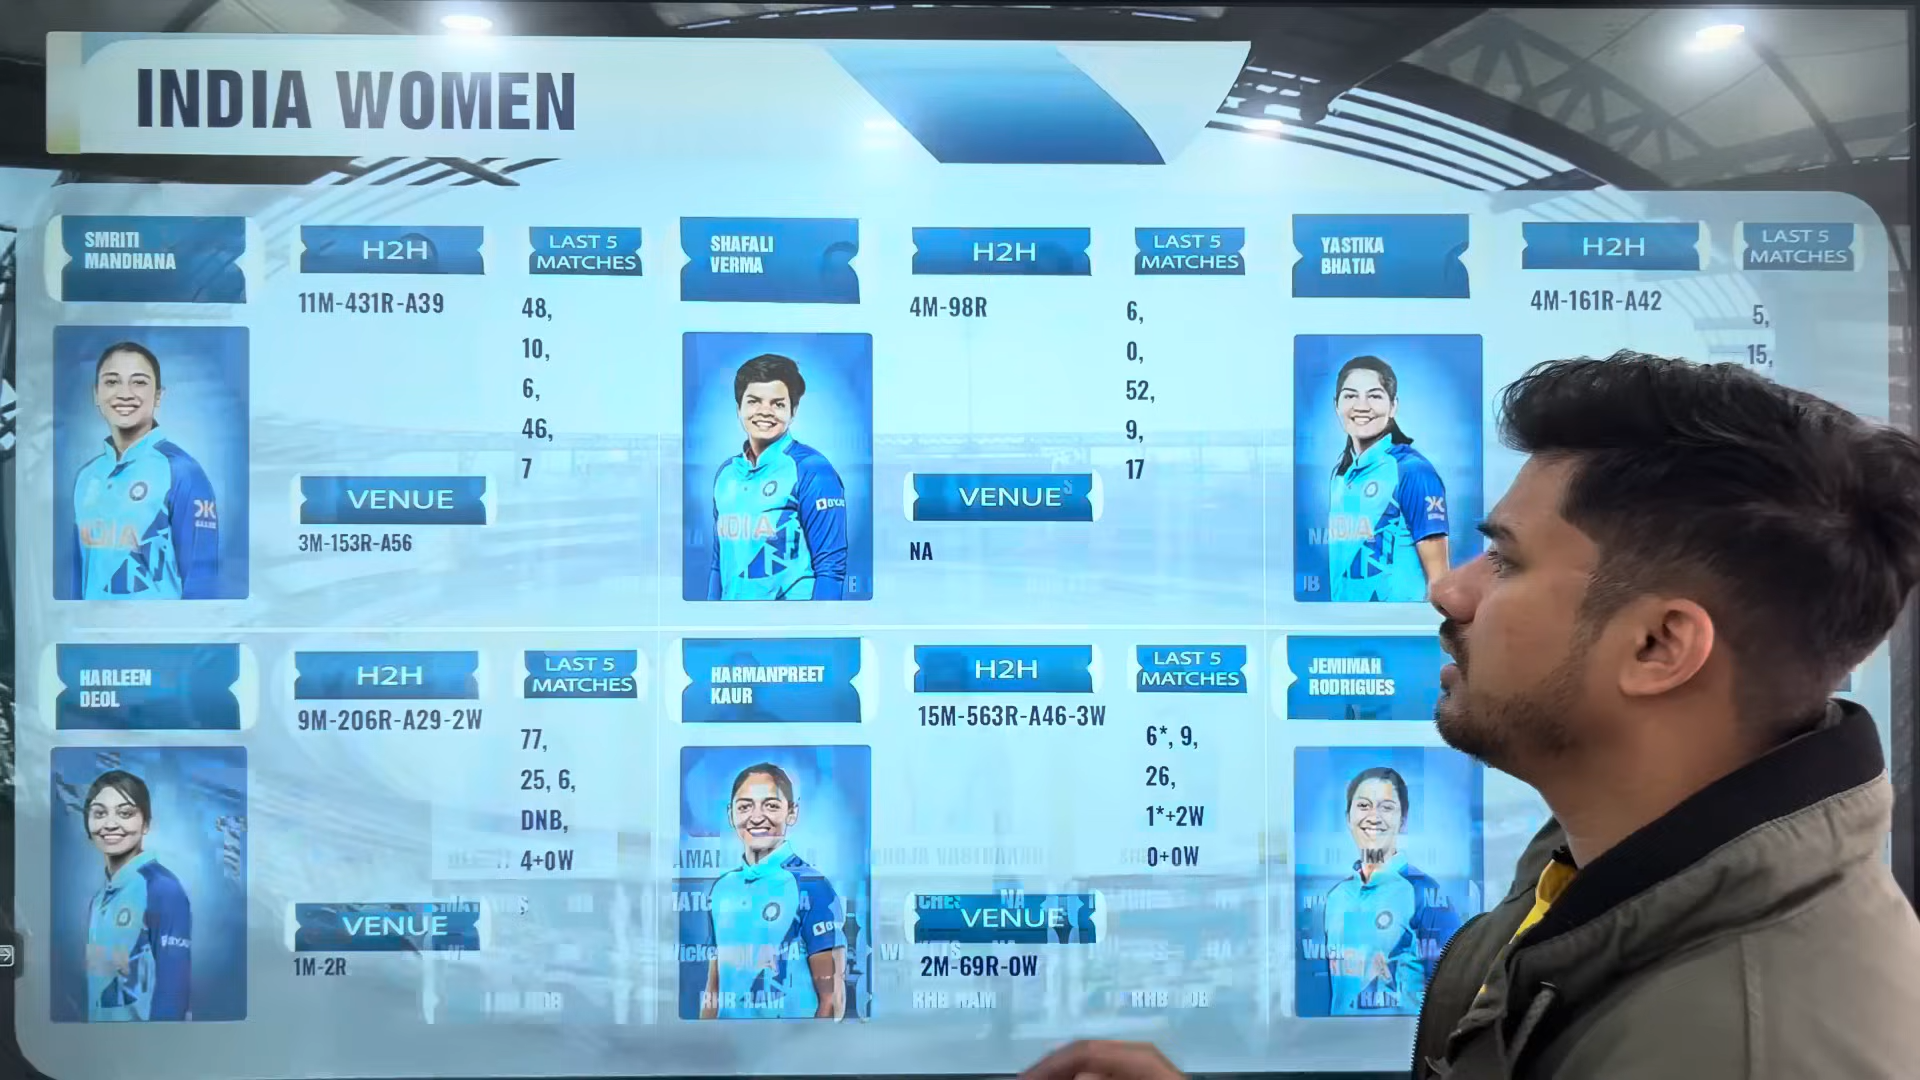 INDIA WOMEN
SMRITI
MANDHANA
H2H
LAST 5
MATCHES
11M-431R-A39
48,
10,
6,
46,
7
VENUE
3M-153R-A56
SHAFALI
VERMA
H2H
LAST 5
MATCHES
4M-98R
6,
0,
52,
9,
17
VENUE
NA
YASTIKA
BHATIA
H2H
LAST 5
MATCHES
4M-161R-A42
5,
15,
HARLEEN
DEOL
H2H
LAST 5
MATCHES
9M-206R-A29-2W
77,
25, 6,
DNB,
4+0W
VENUE
1M-2R
HARMANPREET
KAUR
H2H
LAST 5
MATCHES
15M-563R-A46-3W
6*, 9,
26,
1*+2W
0+0W
VENUE
2M-69R-0W
RHB RAM
JEMIMAH
RODRIGUES